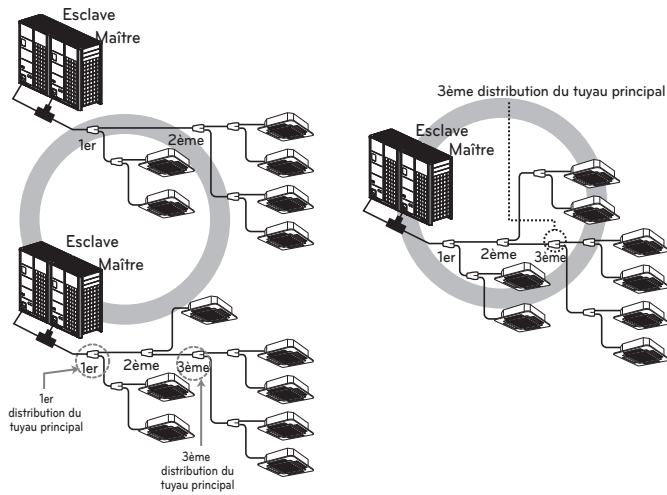 Esclave
Maître
1er
2ème
Esclave
Maître
1er
2ème
3ème
1er
distribution du
tuyau principal
3ème
distribution du
tuyau principal
3ème distribution du tuyau principal
Esclave
Maître
1er
2ème
3ème